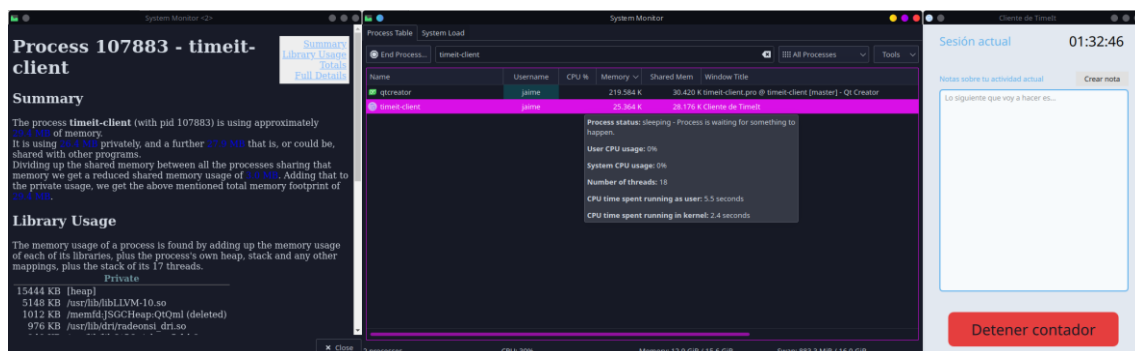 System Monitor <2>
Process 107883 - timeit-
client
Summary
Library Usage
Totals
Full Details
Summary
The process timeit-client (with pid 107883) is using approximately
of memory.
It is using privately, and a further that is, or could be,
shared with other programs.
Dividing up the shared memory between all the processes sharing that
memory we get a reduced shared memory usage of . Adding that to
the private usage, we get the above mentioned total memory footprint of
.
Library Usage
The memory usage of a process is found by adding up the memory usage
of each of its libraries, plus the process's own heap, stack and any other
mappings, plus the stack of its 17 threads.
Private
15444 KB [heap]
5148 KB /usr/lib/libLLVM-10.so
1012 KB /memfd:JSGCHeap:QtQml (deleted)
976 KB /usr/lib/dri/radeonsi_dri.so
Close
System Monitor
Process Table System Load
End Process... timeit-client All Processes Tools
Name Username CPU % Memory Shared Mem Window Title
qtcreator jaime 219.584 K 30.420 K timeit-client.pro @ timeit-client [master] - Qt Creator
timeit-client jaime 25.364 K 28.176 K Cliente de TimeIt
Process status: sleeping - Process is waiting for something to
happen.
User CPU usage: 0%
System CPU usage: 0%
Number of threads: 18
CPU time spent running as user: 5.5 seconds
CPU time spent running in kernel: 2.4 seconds
Cliente de TimeIt
Sesión actual 01:32:46
Notas sobre tu actividad actual Crear nota
Lo siguiente que voy a hacer es...
Detener contador